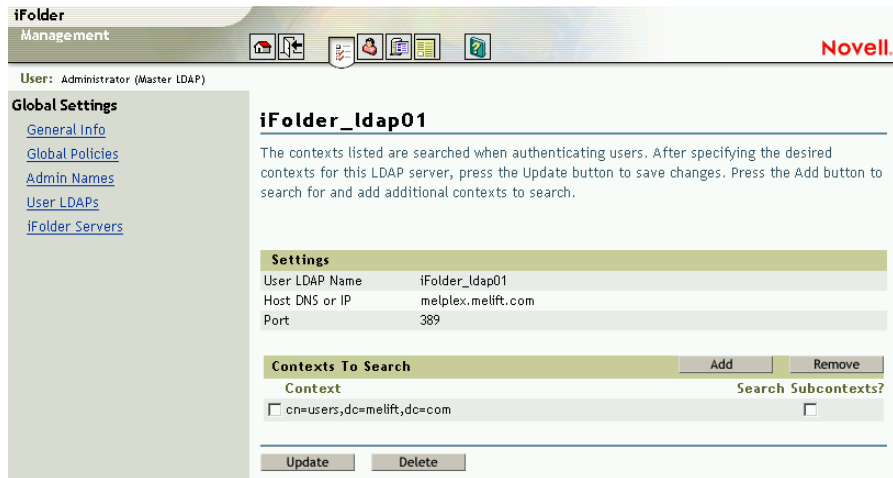 iFolder
Management
Novell.
User: Administrator (Master LDAP)
Global Settings
General Info
Global Policies
Admin Names
User LDAPs
iFolder Servers
iFolder_ldap01
The contexts listed are searched when authenticating users. After specifying the desired
contexts for this LDAP server, press the Update button to save changes. Press the Add button to
search for and add additional contexts to search.
Settings
User LDAP Name iFolder_ldap01
Host DNS or IP melplex.melift.com
Port 389
Contexts To Search Add Remove
Context Search Subcontexts?
cn=users,dc=melift,dc=com
Update Delete